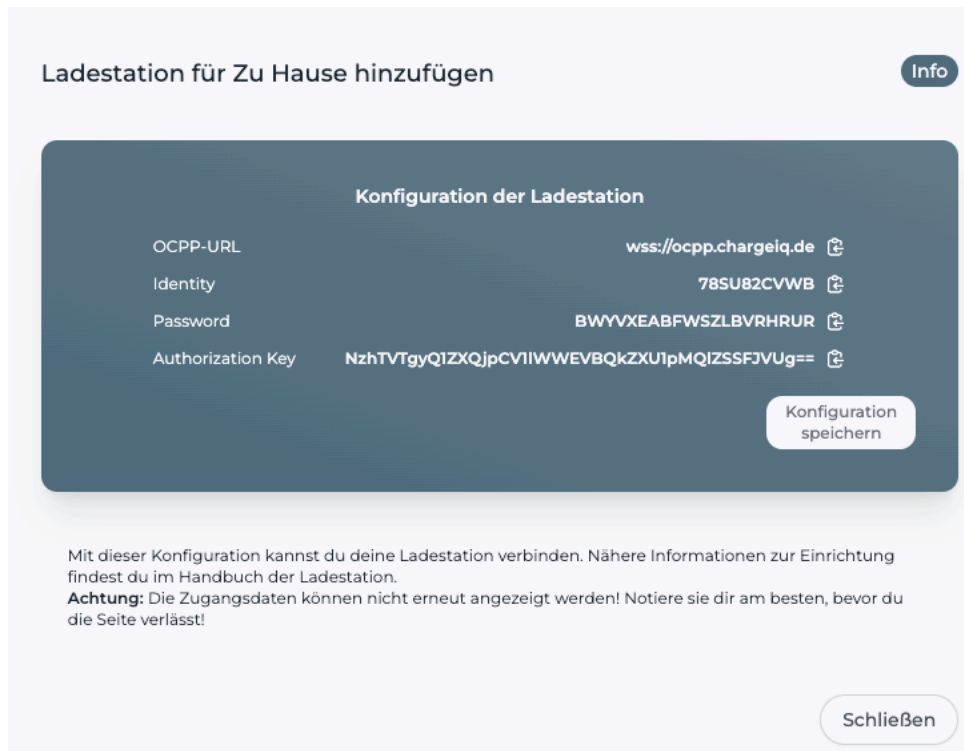 Ladestation für Zu Hause hinzufügen
Info
Konfiguration der Ladestation
OCPP-URL wss://ocpp.chargeiq.de
Identity 78SU82CVWB
Password BWYVXEABFWSZLBVRHRUR
Authorization Key NzhTVTgyQ1ZXQjpCV1lWWEVBQkZXU1pMQlZSSFJVUg==
Konfiguration
speichern
Mit dieser Konfiguration kannst du deine Ladestation verbinden. Nähere Informationen zur Einrichtung
findest du im Handbuch der Ladestation.
Achtung: Die Zugangsdaten können nicht erneut angezeigt werden! Notiere sie dir am besten, bevor du
die Seite verlässt!
Schließen